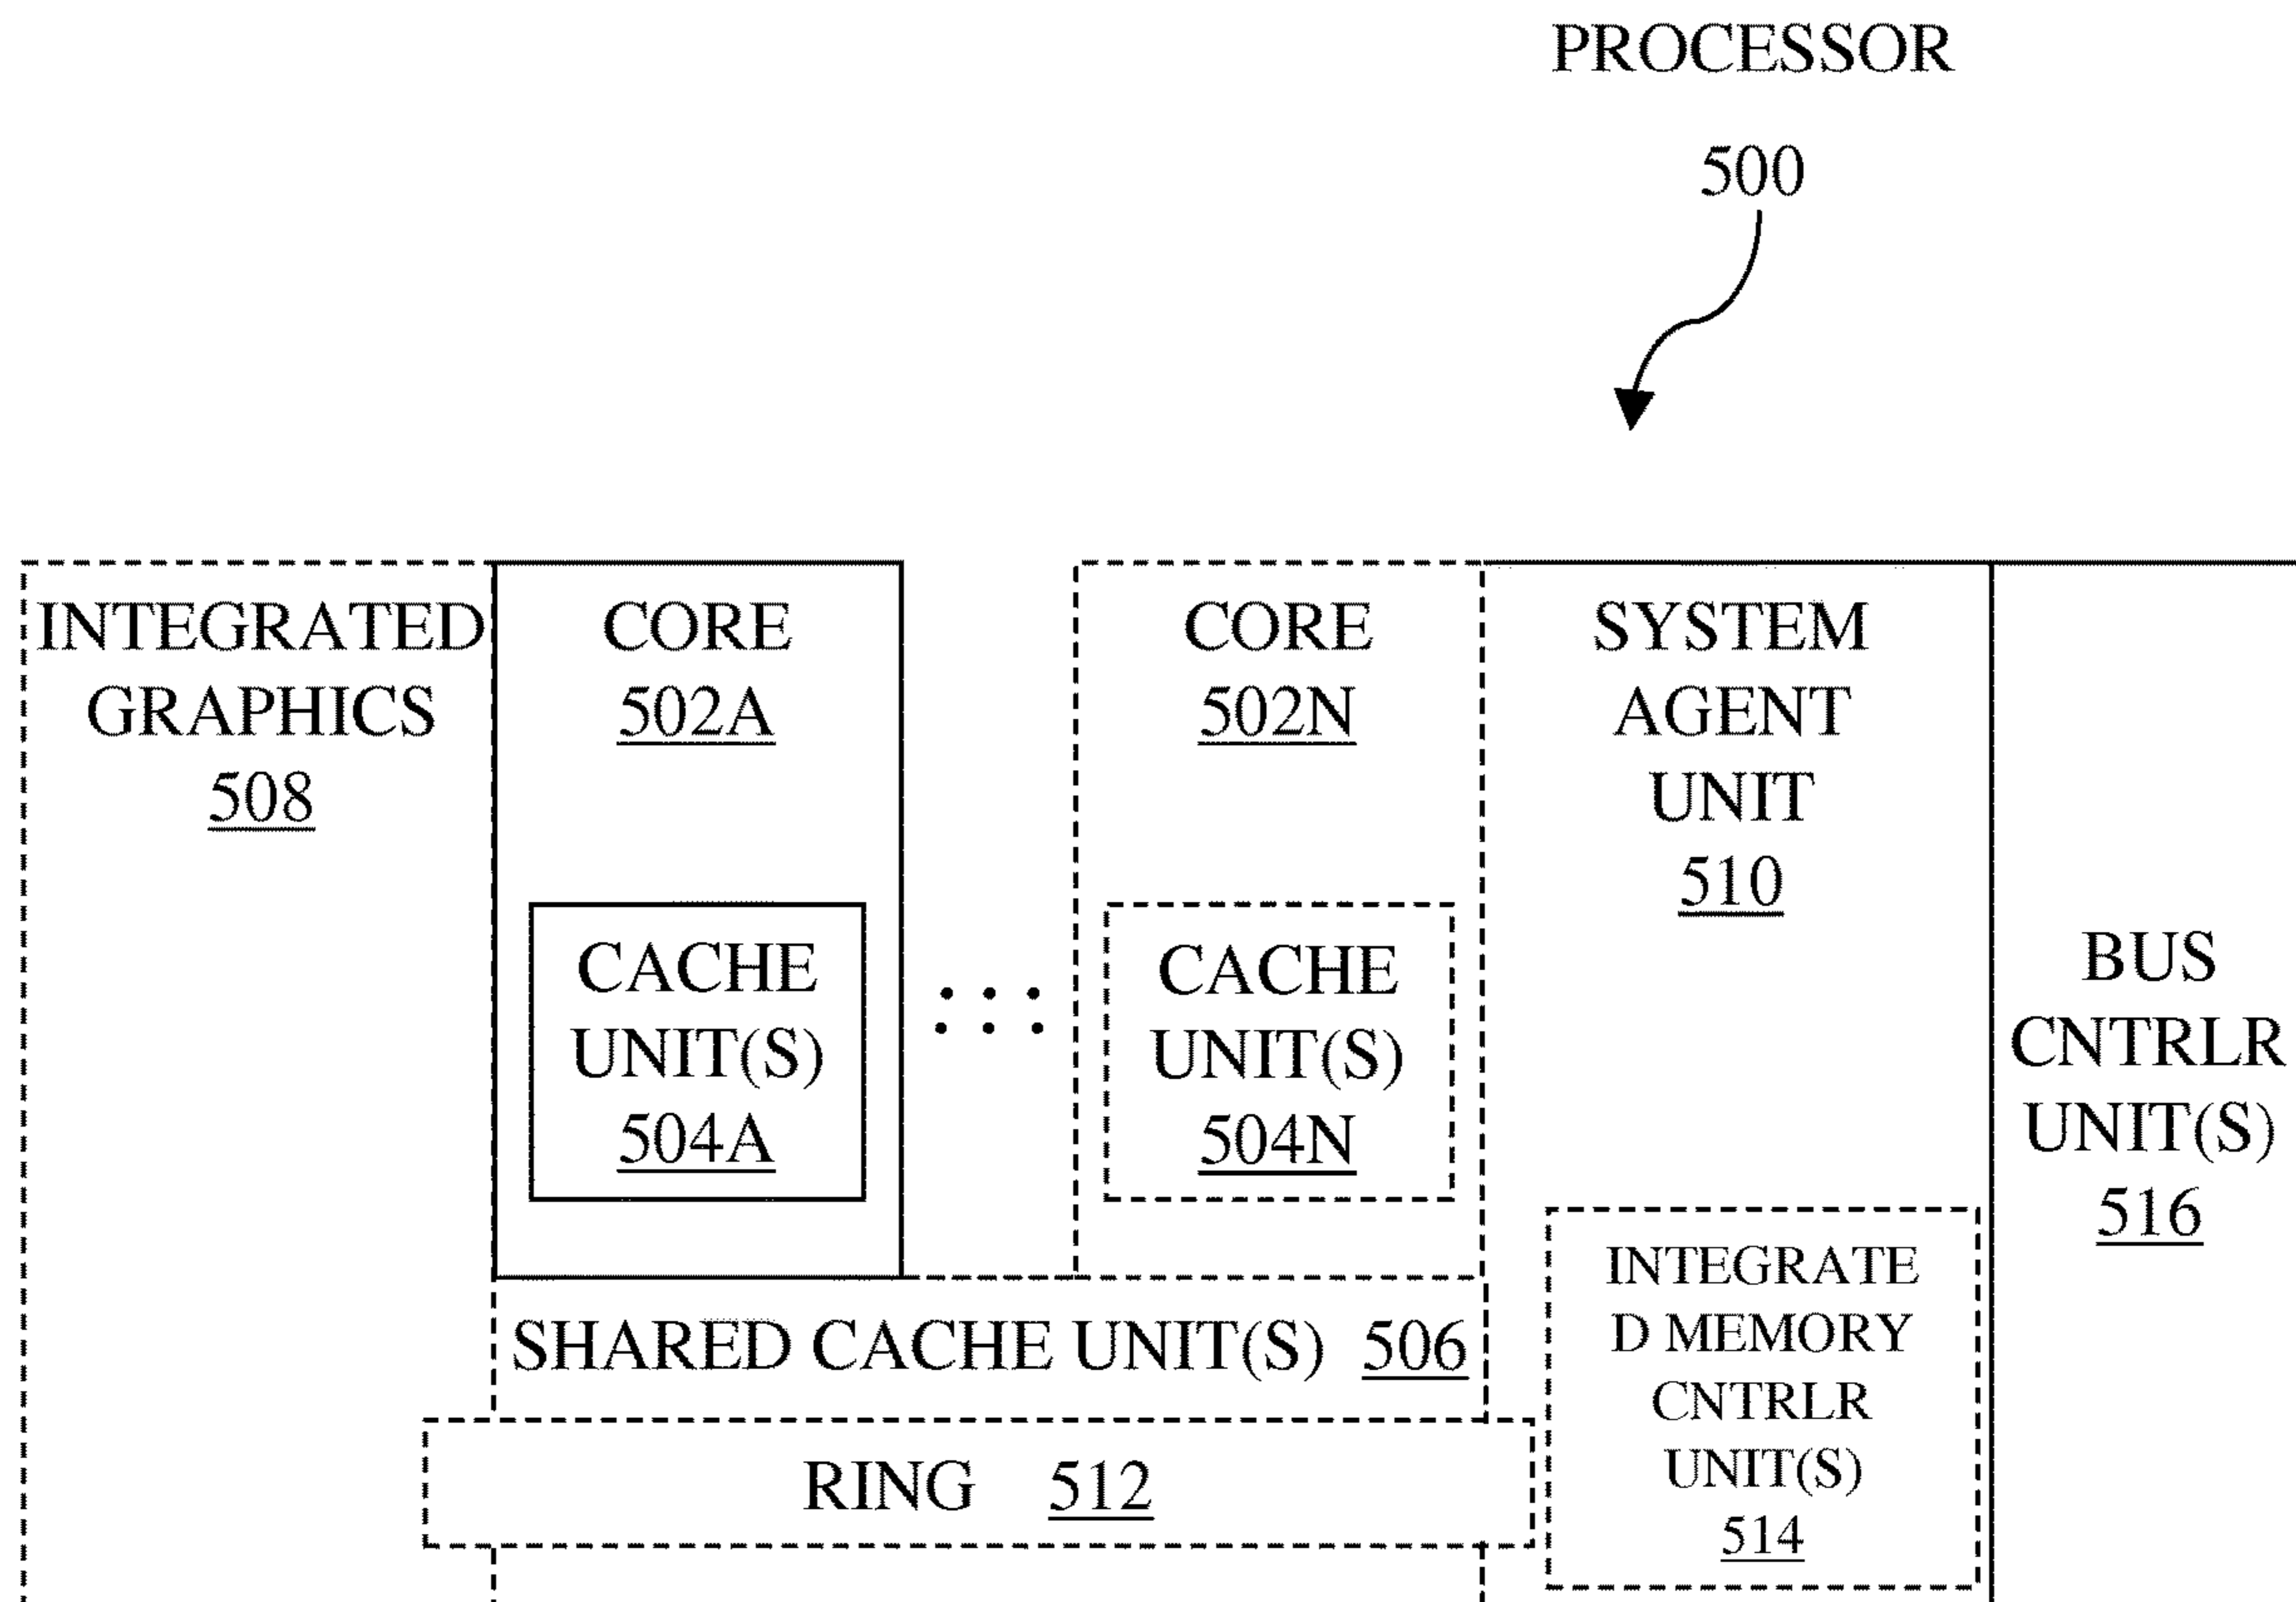 PROCESSOR
500
INTEGRATED
GRAPHICS
508
CORE
502A
CACHE
UNIT(S)
504A
CORE
502N
CACHE
UNIT(S)
504N
SYSTEM
AGENT
UNIT
510
BUS
CNTRLR
UNIT(S)
516
INTEGRATE
D MEMORY
CNTRLR
UNIT(S)
514
SHARED CACHE UNIT(S) 506
RING 512